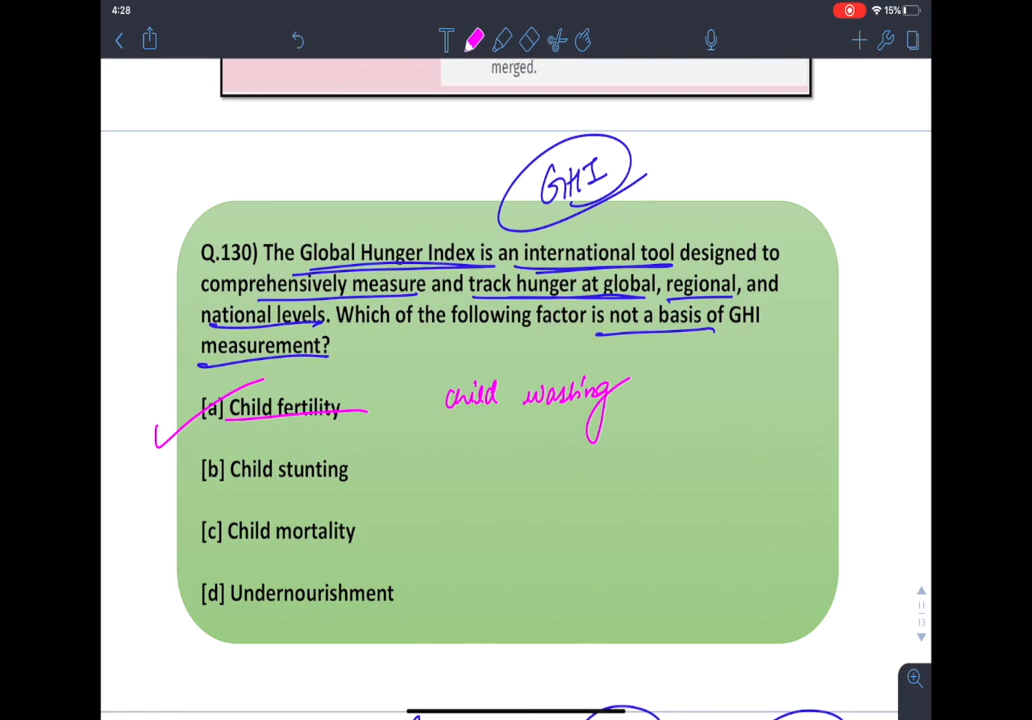 4:28
15%
merged.
GHI
Q.130) The Global Hunger Index is an international tool designed to
comprehensively measure and track hunger at global, regional, and
national levels. Which of the following factor is not a basis of GHI
measurement?
[a] Child fertility
child wasting
[b] Child stunting
[c] Child mortality
[d] Undernourishment
11
13